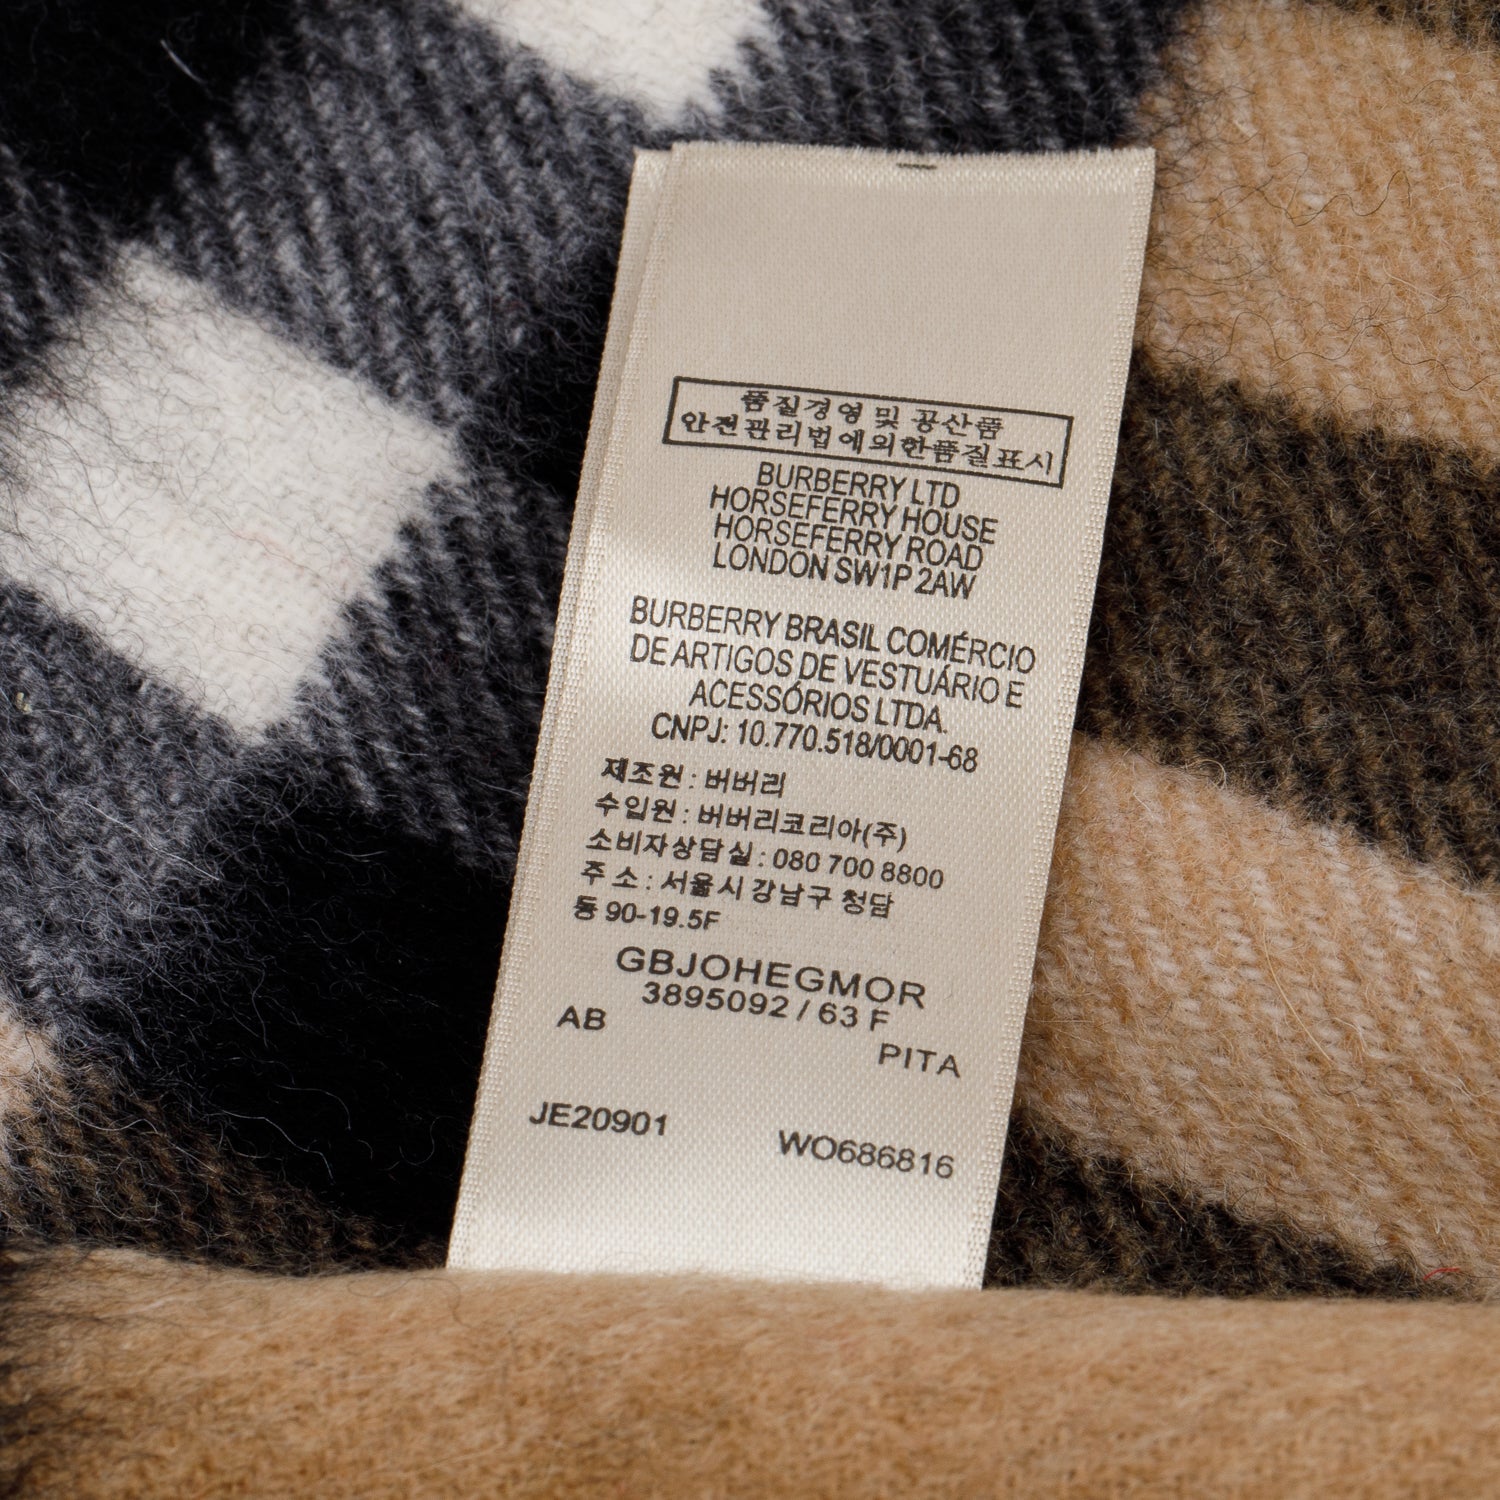 품질경영 및 공산품
안전관리법에의한품질표시
BURBERRY LTD
HORSEFERRY HOUSE
HORSEFERRY ROAD
LONDON SW1P 2AW
BURBERRY BRASIL COMÉRCIO
DE ARTIGOS DE VESTUÁRIO E
ACESSÓRIOS LTDA.
CNPJ: 10.770.518/0001-68
제조원 : 버버리
수입원 : 버버리코리아(주)
소비자상담실 : 080 700 8800
주 소 : 서울시 강남구 청담
동 90-19.5F
GBJOHEGMOR
3895092 / 63 F
AB
PITA
JE20901
WO686816